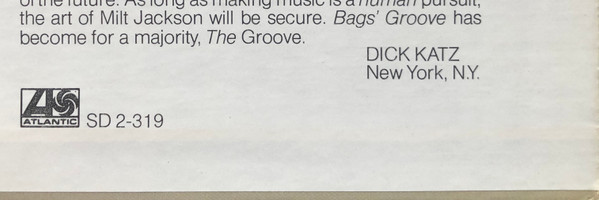 of the future. As long as making music is a human pursuit,
the art of Milt Jackson will be secure. Bags' Groove has
become for a majority, The Groove.
DICK KATZ
New York, N.Y.
ATLANTIC SD 2-319